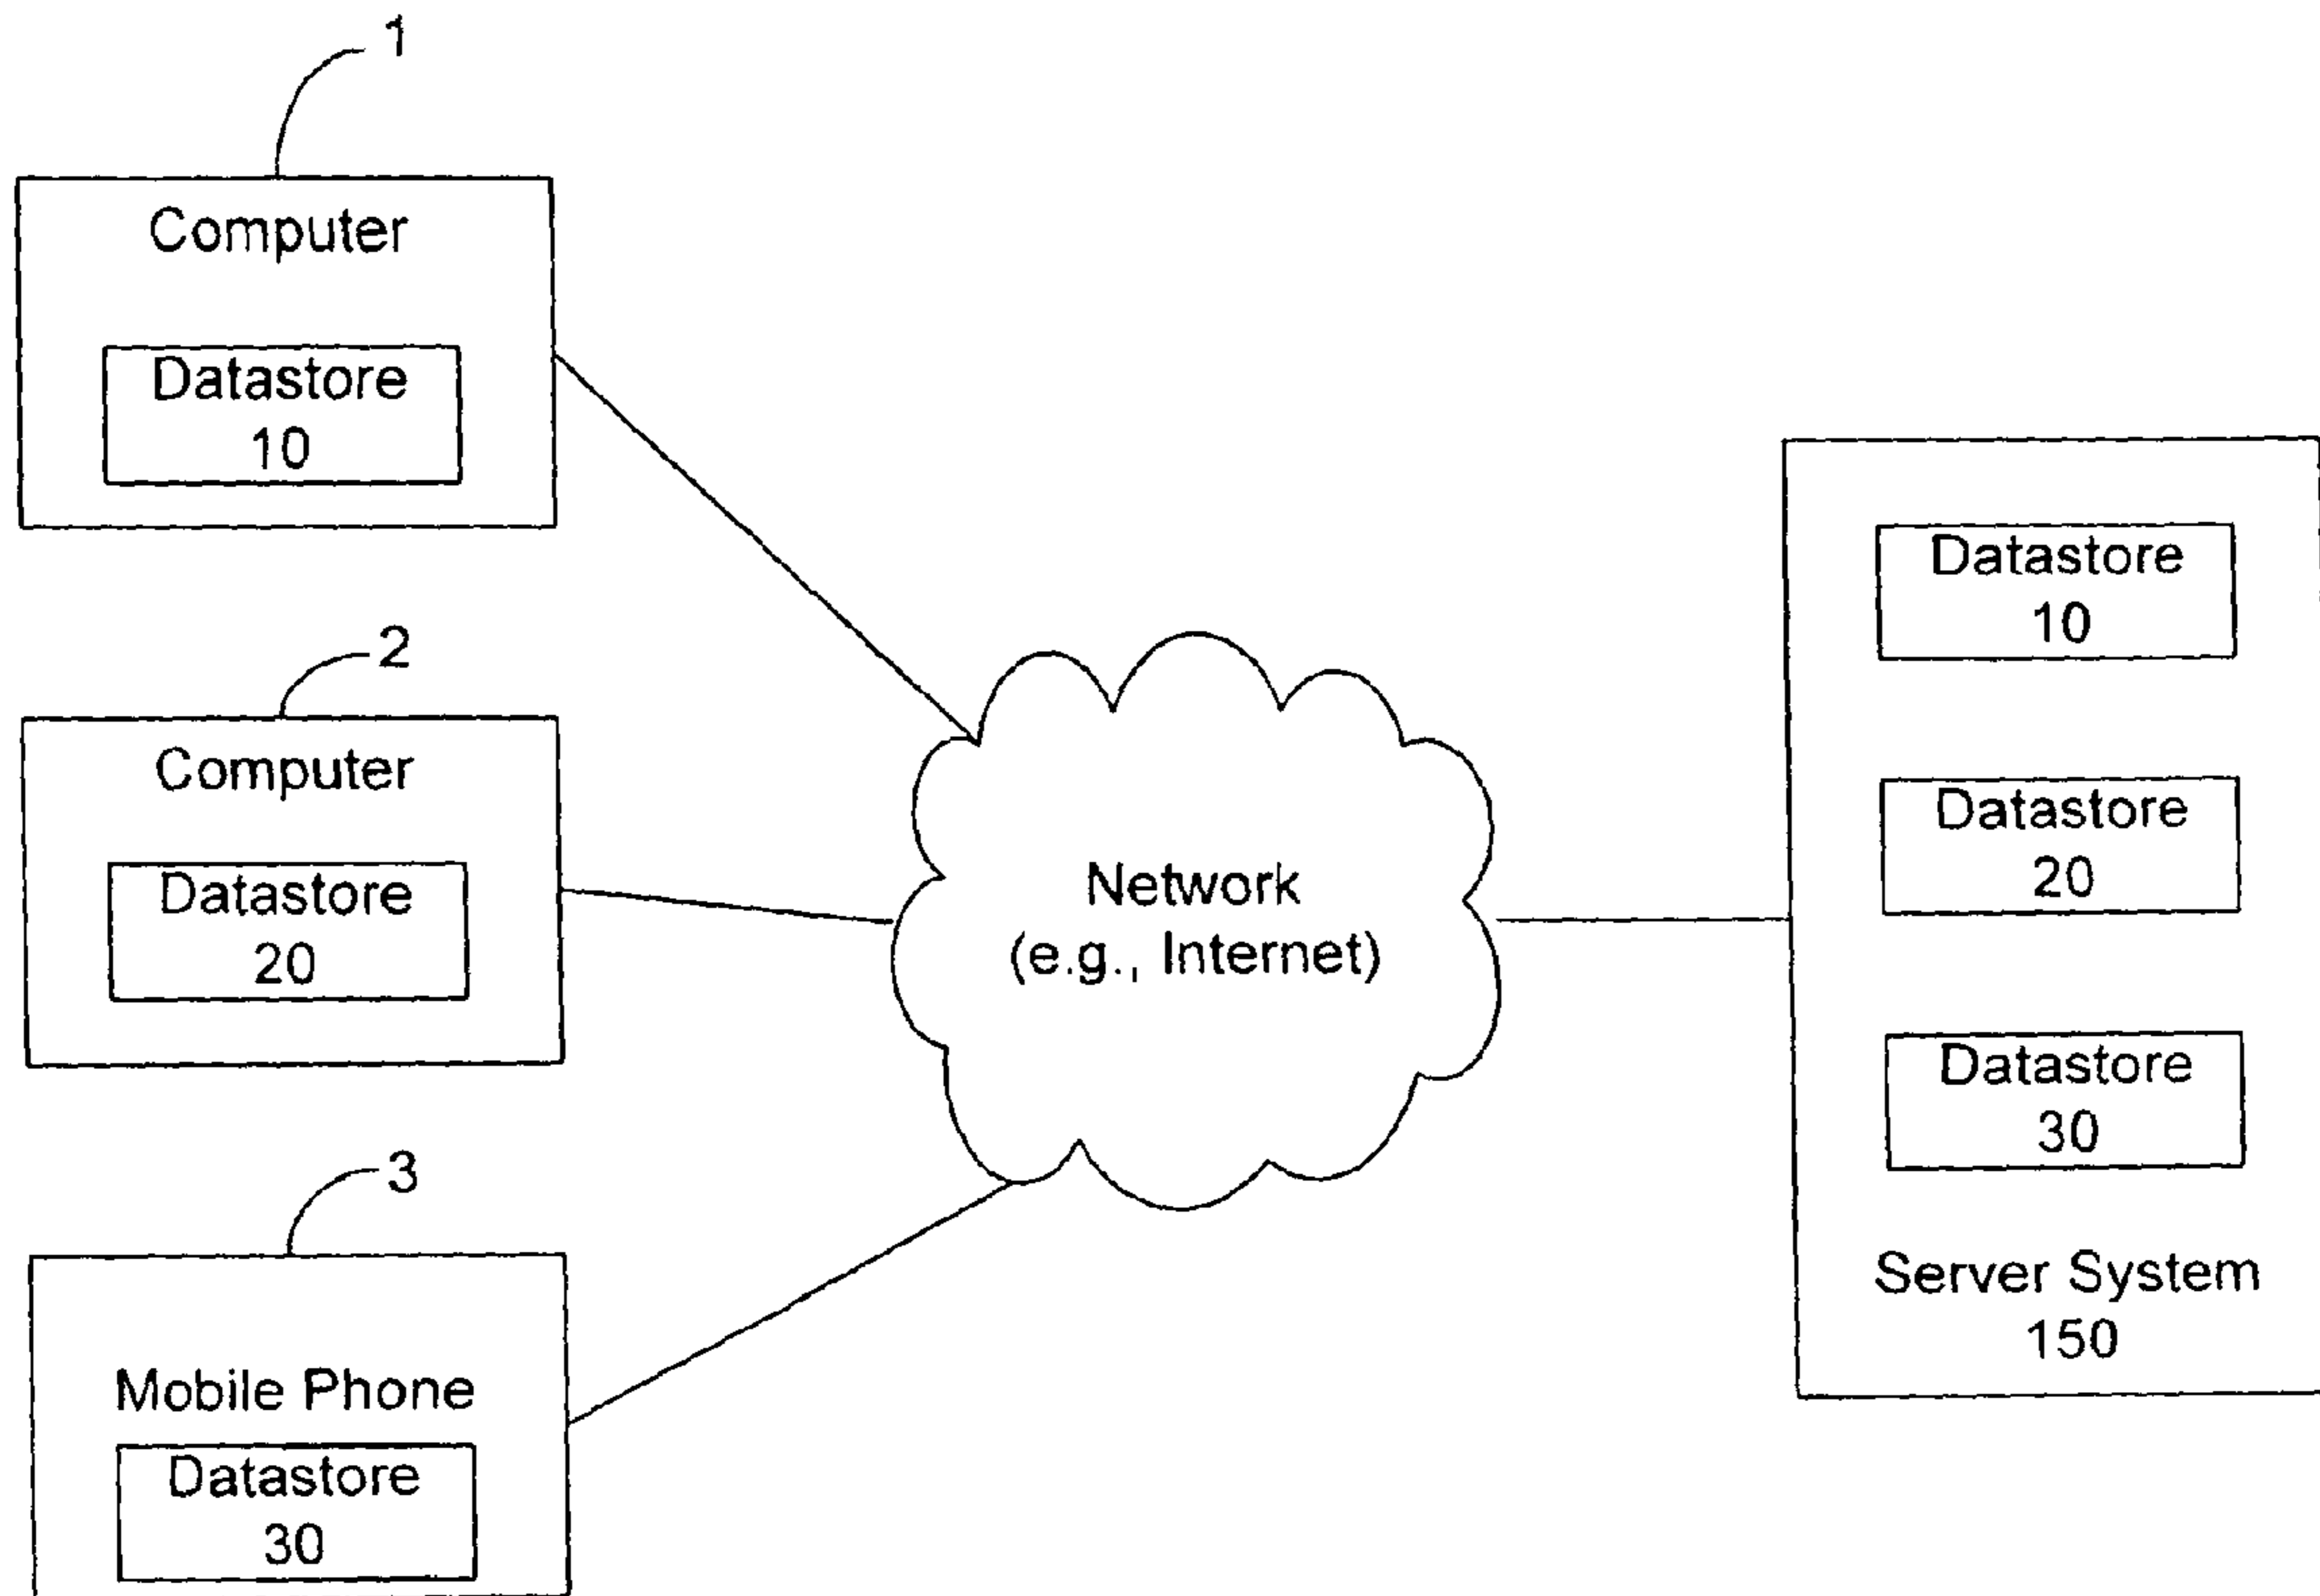 1
Computer
Datastore
10
2
Computer
Datastore
20
3
Mobile Phone
Datastore
30
Network
(e.g., Internet)
Datastore
10
Datastore
20
Datastore
30
Server System
150